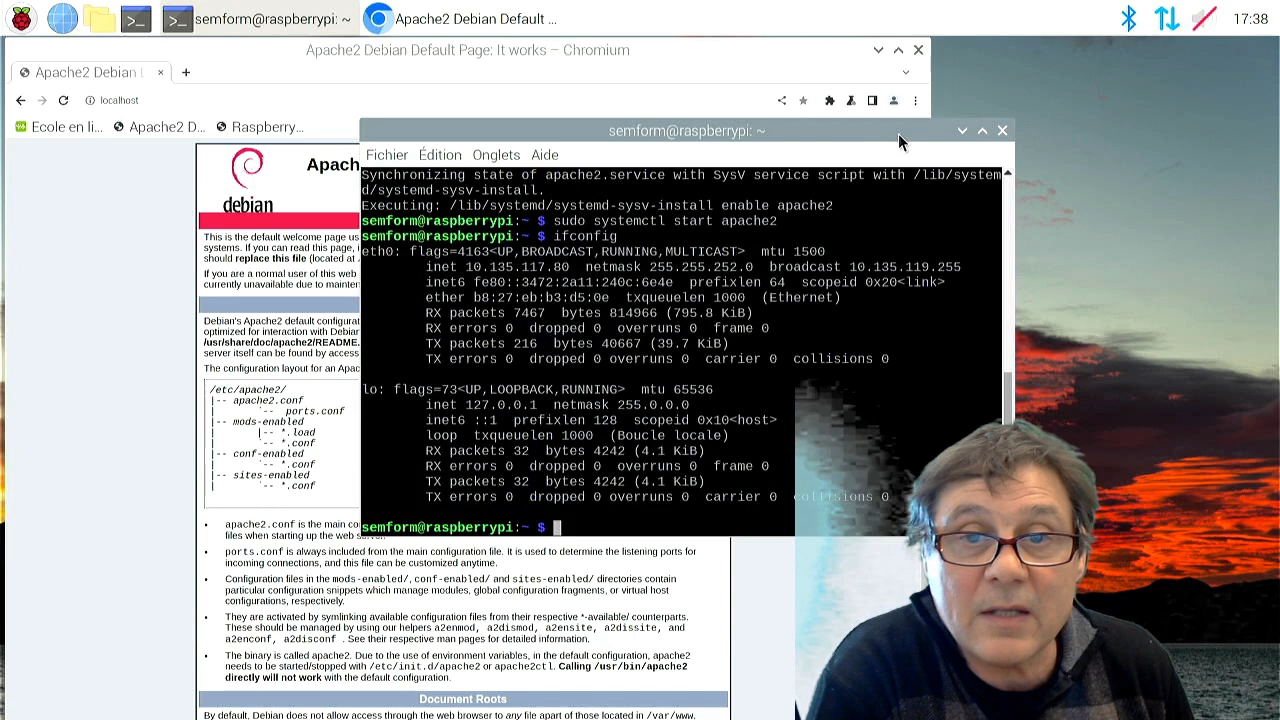 semform@raspberrypi: ~
Apache2 Debian Default ...
17:38
Apache2 Debian Default Page: It works – Chromium
Apache2 Debian
localhost
Ecole en li...
Apache2 D...
Raspberry...
debian
Apac
This is the default welcome page us
systems. If you can read this page, i
should replace this file (located at
If you are a normal user of this web
currently unavailable due to mainten
Debian's Apache2 default configurat
optimized for interaction with Debian
/usr/share/doc/apache2/README.
server itself can be found by access
The configuration layout for an Apac
/etc/apache2/
|-- apache2.conf
|       `--  ports.conf
|-- mods-enabled
|       |-- *.load
|       `-- *.conf
|-- conf-enabled
|       `-- *.conf
|-- sites-enabled
|       `-- *.conf
semform@raspberrypi: ~
Fichier Édition Onglets Aide
Synchronizing state of apache2.service with SysV service script with /lib/system
d/systemd-sysv-install.
Executing: /lib/systemd/systemd-sysv-install enable apache2
semform@raspberrypi:~ $ sudo systemctl start apache2
semform@raspberrypi:~ $ ifconfig
eth0: flags=4163<UP,BROADCAST,RUNNING,MULTICAST>  mtu 1500
inet 10.135.117.80  netmask 255.255.252.0  broadcast 10.135.119.255
inet6 fe80::3472:2a11:240c:6e4e  prefixlen 64  scopeid 0x20<link>
ether b8:27:eb:b3:d5:0e  txqueuelen 1000  (Ethernet)
RX packets 7467  bytes 814966 (795.8 KiB)
RX errors 0  dropped 0  overruns 0  frame 0
TX packets 216  bytes 40667 (39.7 KiB)
TX errors 0  dropped 0 overruns 0  carrier 0  collisions 0
lo: flags=73<UP,LOOPBACK,RUNNING>  mtu 65536
inet 127.0.0.1  netmask 255.0.0.0
inet6 ::1  prefixlen 128  scopeid 0x10<host>
loop  txqueuelen 1000  (Boucle locale)
RX packets 32  bytes 4242 (4.1 KiB)
RX errors 0  dropped 0  overruns 0  frame 0
TX packets 32  bytes 4242 (4.1 KiB)
TX errors 0  dropped 0 overruns 0  carrier 0  collisions 0
semform@raspberrypi:~ $
• apache2.conf is the main co
files when starting up the web server.
• ports.conf is always included from the main configuration file. It is used to determine the listening ports for
incoming connections, and this file can be customized anytime.
• Configuration files in the mods-enabled/, conf-enabled/ and sites-enabled/ directories contain
particular configuration snippets which manage modules, global configuration fragments, or virtual host
configurations, respectively.
• They are activated by symlinking available configuration files from their respective *-available/ counterparts.
These should be managed by using our helpers a2enmod, a2dismod, a2ensite, a2dissite, and
a2enconf, a2disconf . See their respective man pages for detailed information.
• The binary is called apache2. Due to the use of environment variables, in the default configuration, apache2
needs to be started/stopped with /etc/init.d/apache2 or apache2ctl. Calling /usr/bin/apache2
directly will not work with the default configuration.
Document Roots
By default, Debian does not allow access through the web browser to any file apart of those located in /var/www,